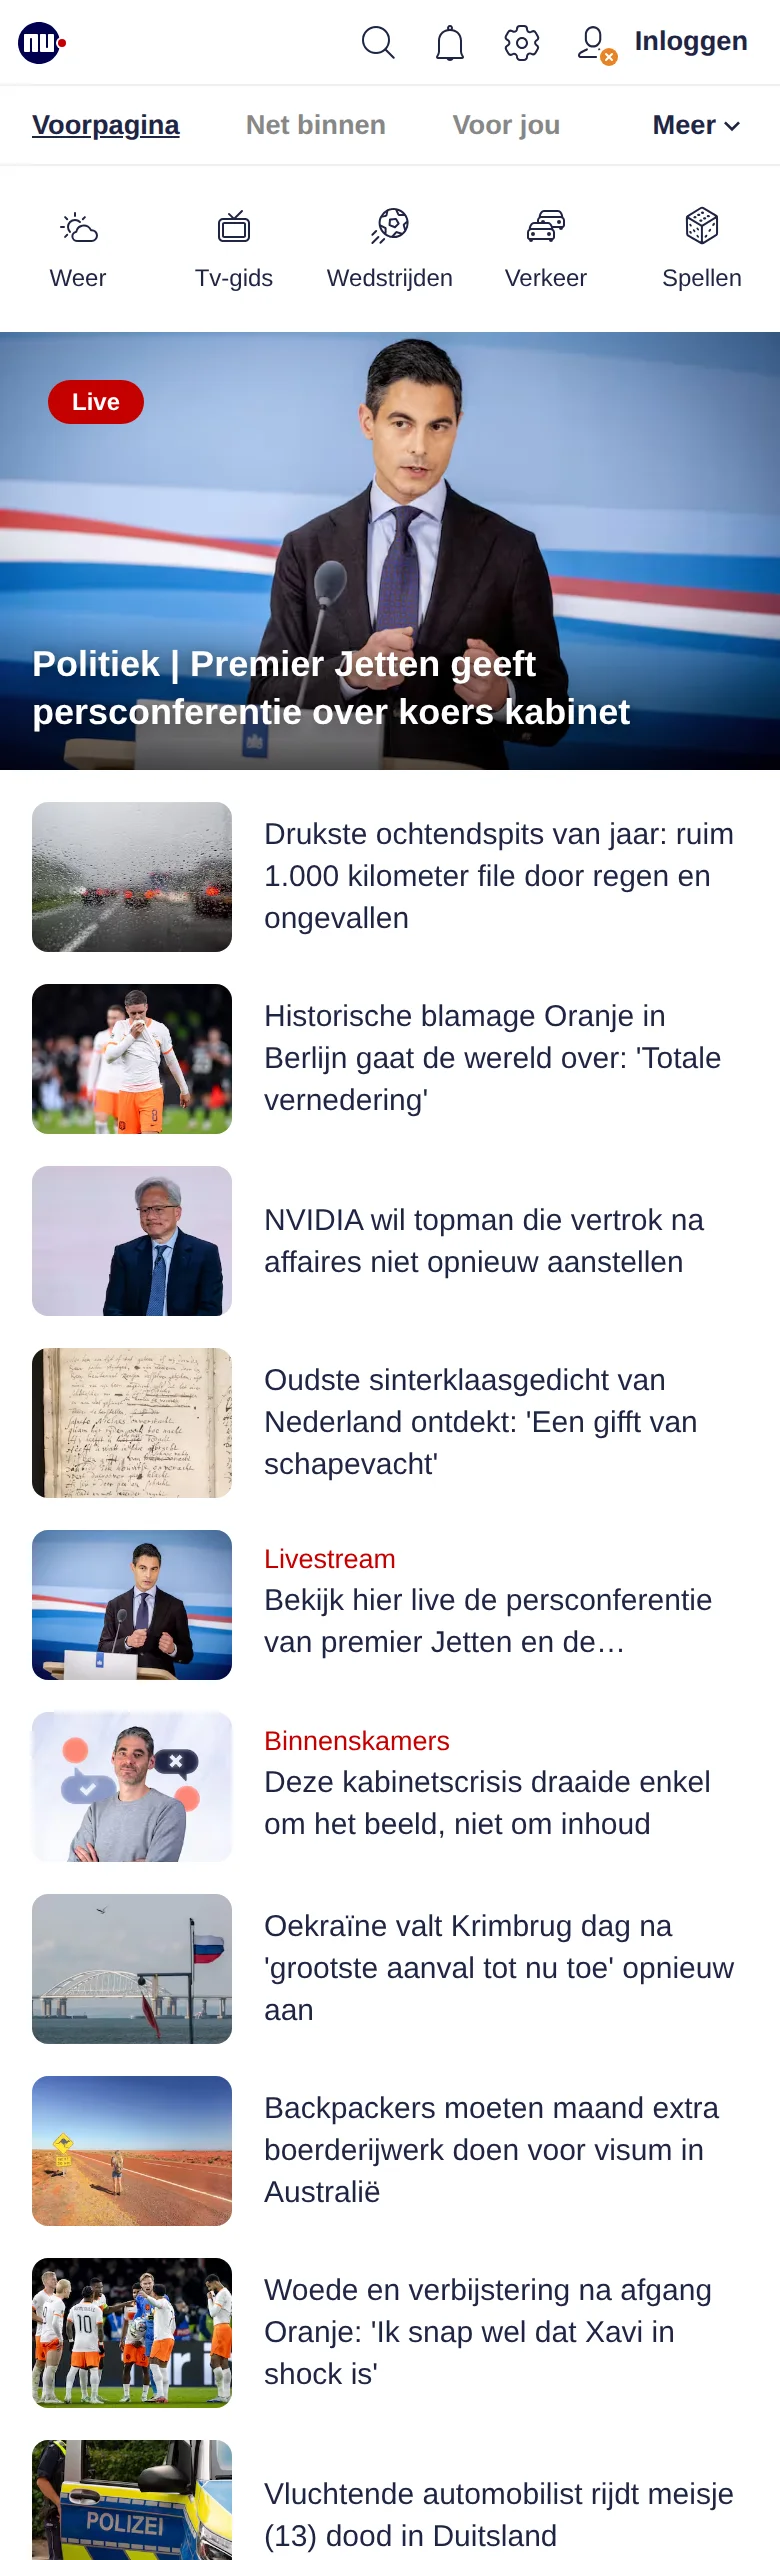 nu
Inloggen
Voorpagina
Net binnen
Voor jou
Meer
Weer
Tv-gids
Wedstrijden
Verkeer
Spellen
Live
Politiek | Premier Jetten geeft
persconferentie over koers kabinet
Drukste ochtendspits van jaar: ruim
1.000 kilometer file door regen en
ongevallen
Historische blamage Oranje in
Berlijn gaat de wereld over: 'Totale
vernedering'
8
NVIDIA wil topman die vertrok na
affaires niet opnieuw aanstellen
Oudste sinterklaasgedicht van
Nederland ontdekt: 'Een gifft van
schapevacht'
Livestream
Bekijk hier live de persconferentie
van premier Jetten en de…
Binnenskamers
Deze kabinetscrisis draaide enkel
om het beeld, niet om inhoud
Oekraïne valt Krimbrug dag na
'grootste aanval tot nu toe' opnieuw
aan
Backpackers moeten maand extra
boerderijwerk doen voor visum in
Australië
Woede en verbijstering na afgang
Oranje: 'Ik snap wel dat Xavi in
shock is'
10
POLIZEI
Vluchtende automobilist rijdt meisje
(13) dood in Duitsland